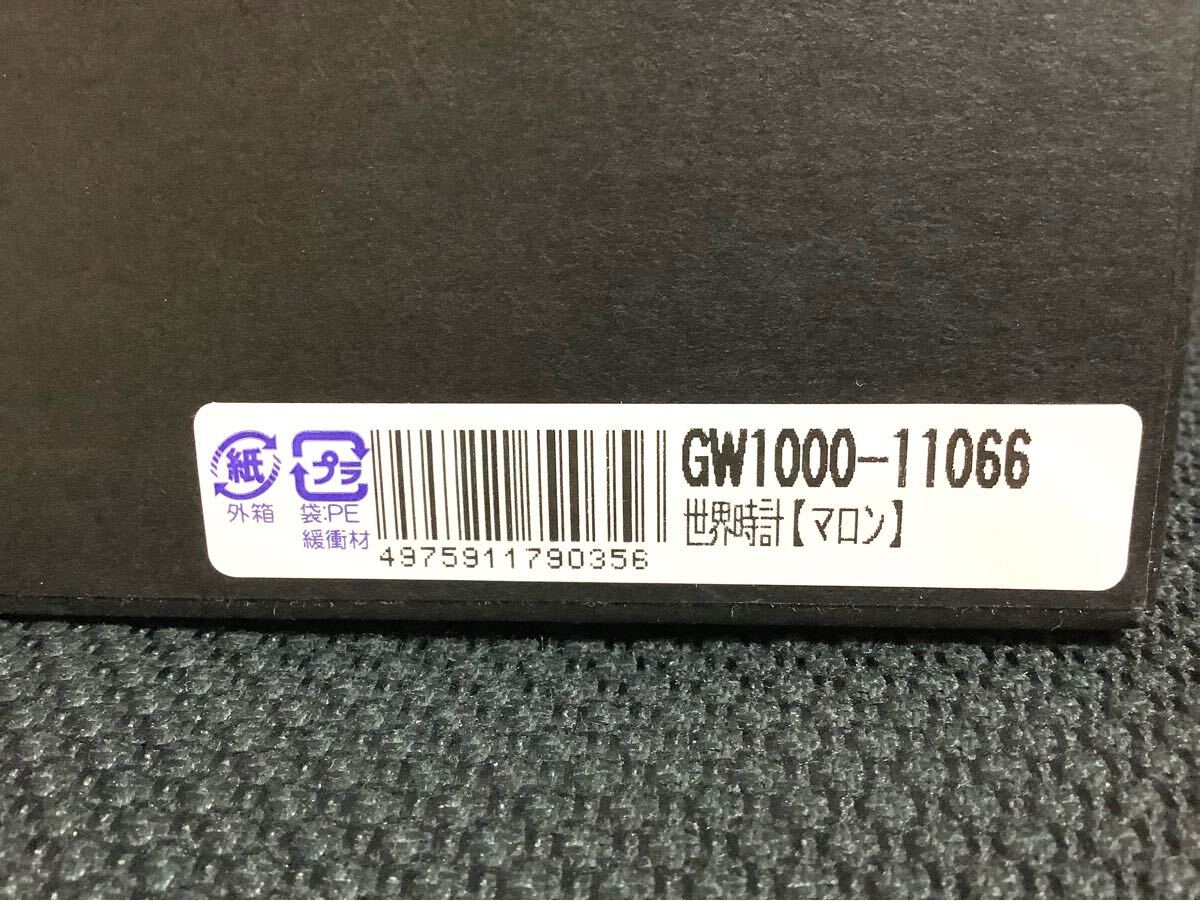 紙
外箱
プラ
袋:PE
緩衝材
4975911790356
GW1000-11066
世界時計【マロン】